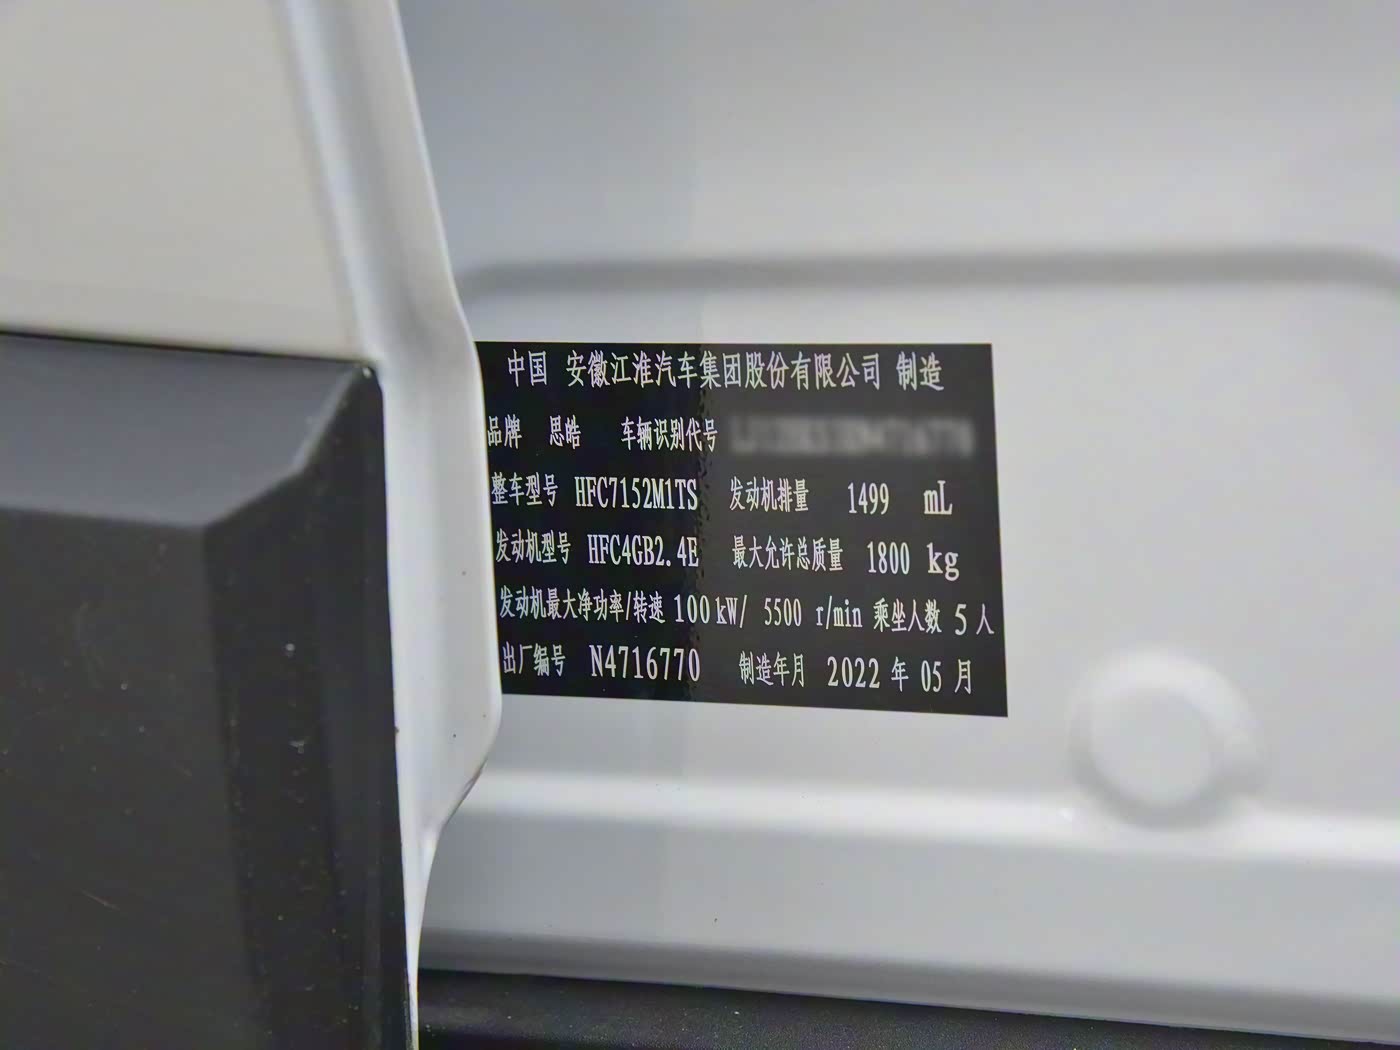 中国 安徽江淮汽车集团股份有限公司 制造
品牌 思皓 车辆识别代号
整车型号 HFC7152M1TS 发动机排量 1499 mL
发动机型号 HFC4GB2.4E 最大允许总质量 1800 kg
发动机最大净功率/转速 100 kW/ 5500 r/min 乘坐人数 5 人
出厂编号 N4716770 制造年月 2022 年 05 月